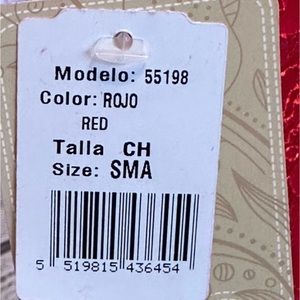 Modelo: 55198
Color: ROJO
RED
Talla CH
Size: SMA
5 519815 436454